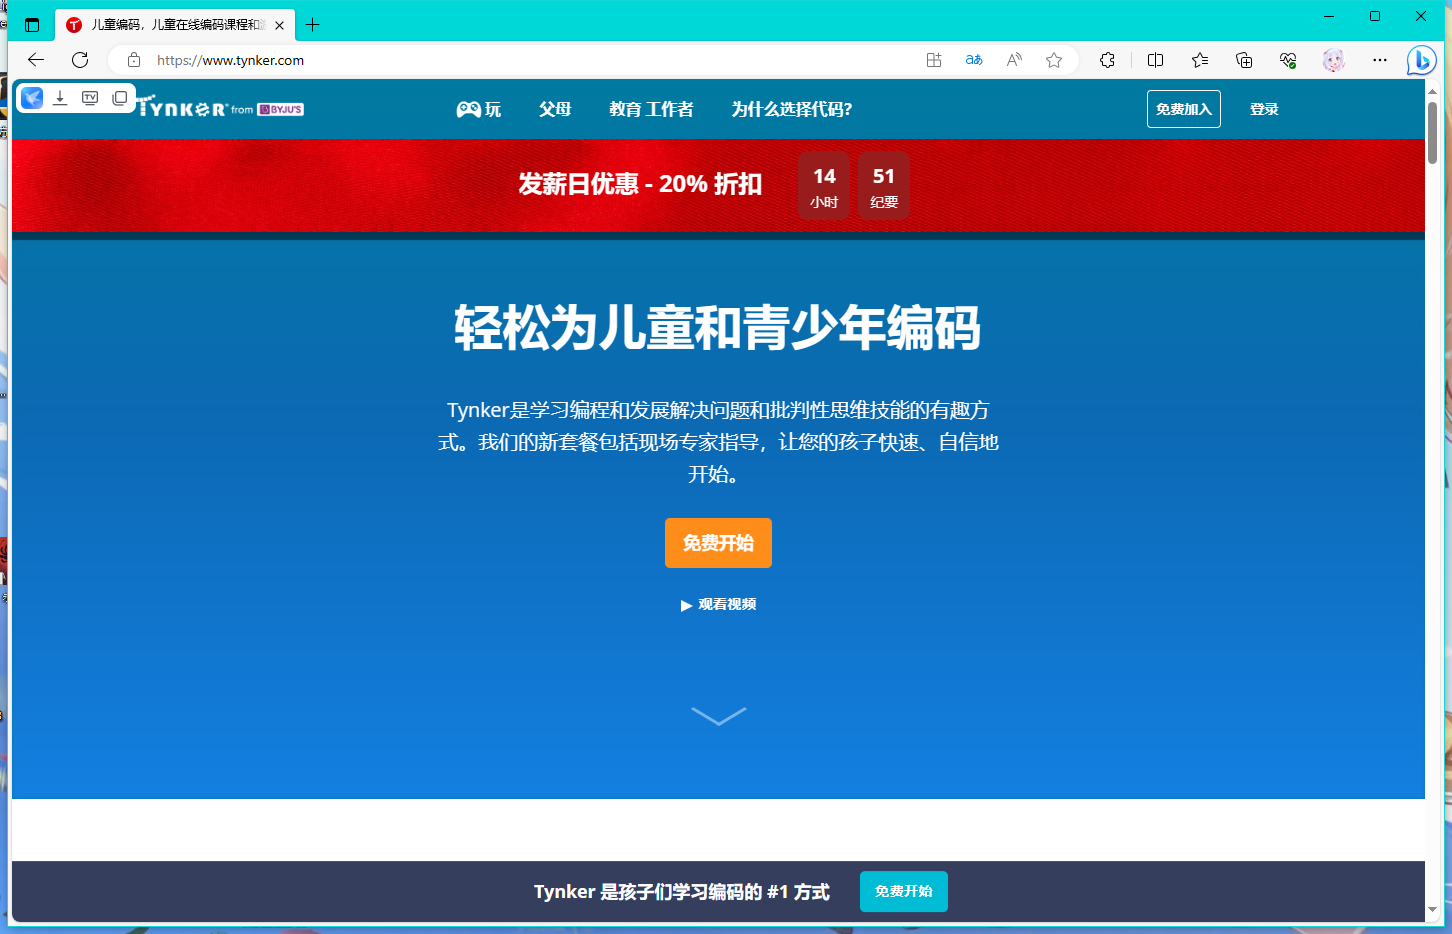 儿童编码，儿童在线编码课程和
https://www.tynker.com
TYNKER from BYJU'S
玩
父母
教育 工作者
为什么选择代码?
免费加入
登录
发薪日优惠 - 20% 折扣
14
小时
51
纪要
轻松为儿童和青少年编码
Tynker是学习编程和发展解决问题和批判性思维技能的有趣方
式。我们的新套餐包括现场专家指导，让您的孩子快速、自信地
开始。
免费开始
观看视频
Tynker 是孩子们学习编码的 #1 方式
免费开始